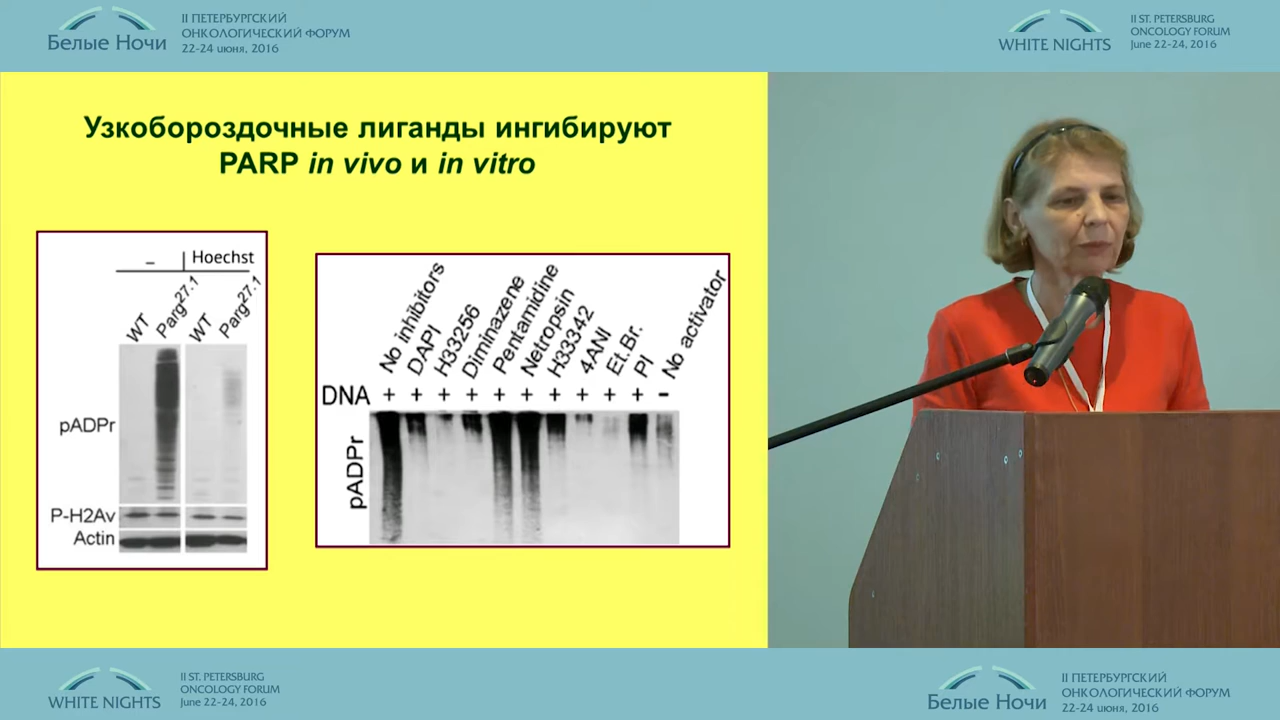 Белые Ночи
II ПЕТЕРБУРГСКИЙ
ОНКОЛОГИЧЕСКИЙ ФОРУМ
22-24 июня, 2016
WHITE NIGHTS
II ST. PETERSBURG
ONCOLOGY FORUM
June 22-24, 2016
Узкобороздочные лиганды ингибируют
PARP in vivo и in vitro
– Hoechst
WT Parg27.1 WT Parg27.1
pADPr
P-H2Av
Actin
No inhibitors DAPI H33256 Diminazene Pentamidine Netropsin H33342 4ANI Et.Br. PI No activator
DNA + + + + + + + + + + -
pADPr
WHITE NIGHTS
II ST. PETERSBURG
ONCOLOGY FORUM
June 22-24, 2016
Белые Ночи
II ПЕТЕРБУРГСКИЙ
ОНКОЛОГИЧЕСКИЙ ФОРУМ
22-24 июня, 2016